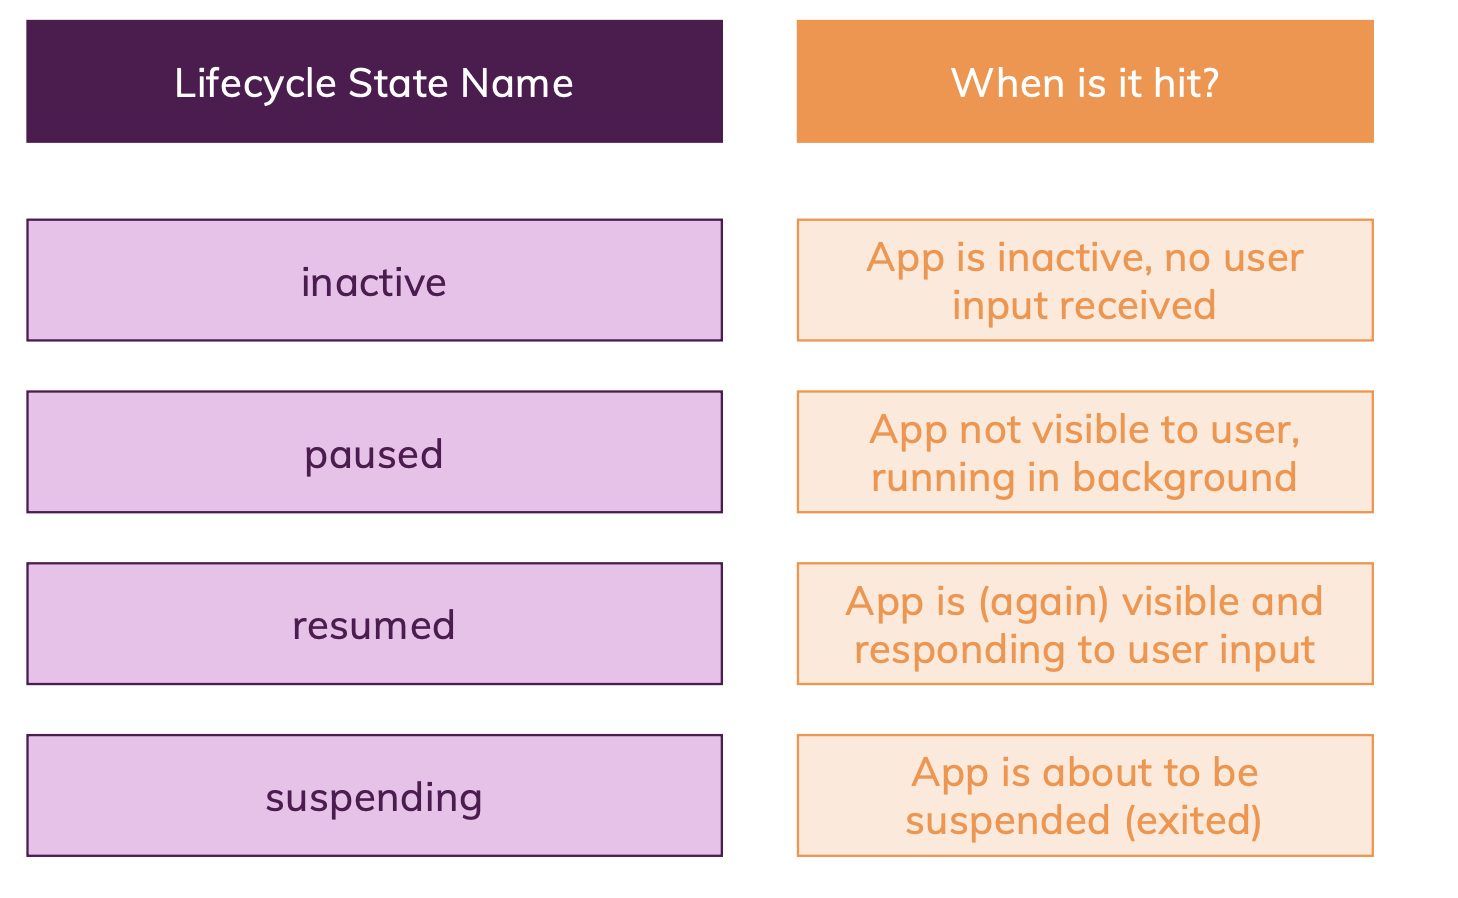 Lifecycle State Name
When is it hit?
inactive
App is inactive, no user
input received
paused
App not visible to user,
running in background
resumed
App is (again) visible and
responding to user input
suspending
App is about to be
suspended (exited)